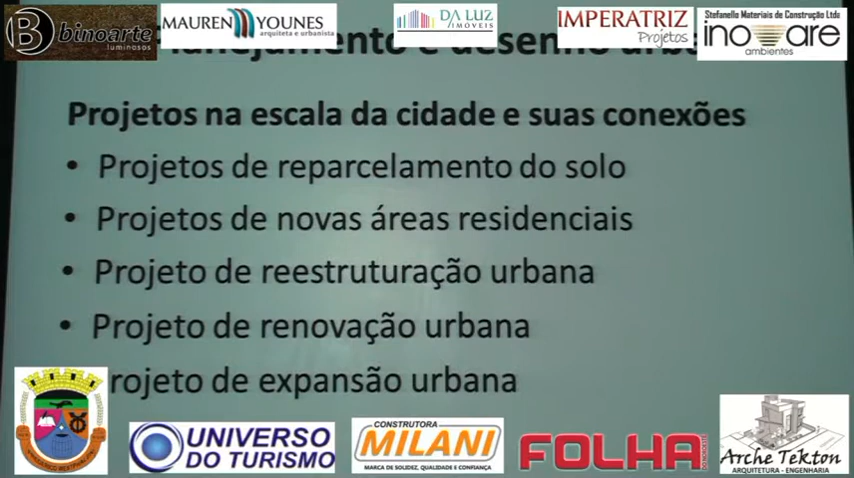 binoarte
luminosos
MAUREN YOUNES
arquiteta e urbanista
DA LUZ
IMÓVEIS
IMPERATRIZ
Projetos
Stefanello Materiais de Construção Ltda
inovare
ambientes
Planejamento e desenho
Projetos na escala da cidade e suas conexões
• Projetos de reparcelamento do solo
• Projetos de novas áreas residenciais
• Projeto de reestruturação urbana
• Projeto de renovação urbana
rojeto de expansão urbana
UNIVERSO
DO TURISMO
CONSTRUTORA
MILANI
MARCA DE SOLIDEZ, QUALIDADE E CONFIANÇA
FOLHA
Arche Tekton
ARQUITETURA - ENGENHARIA